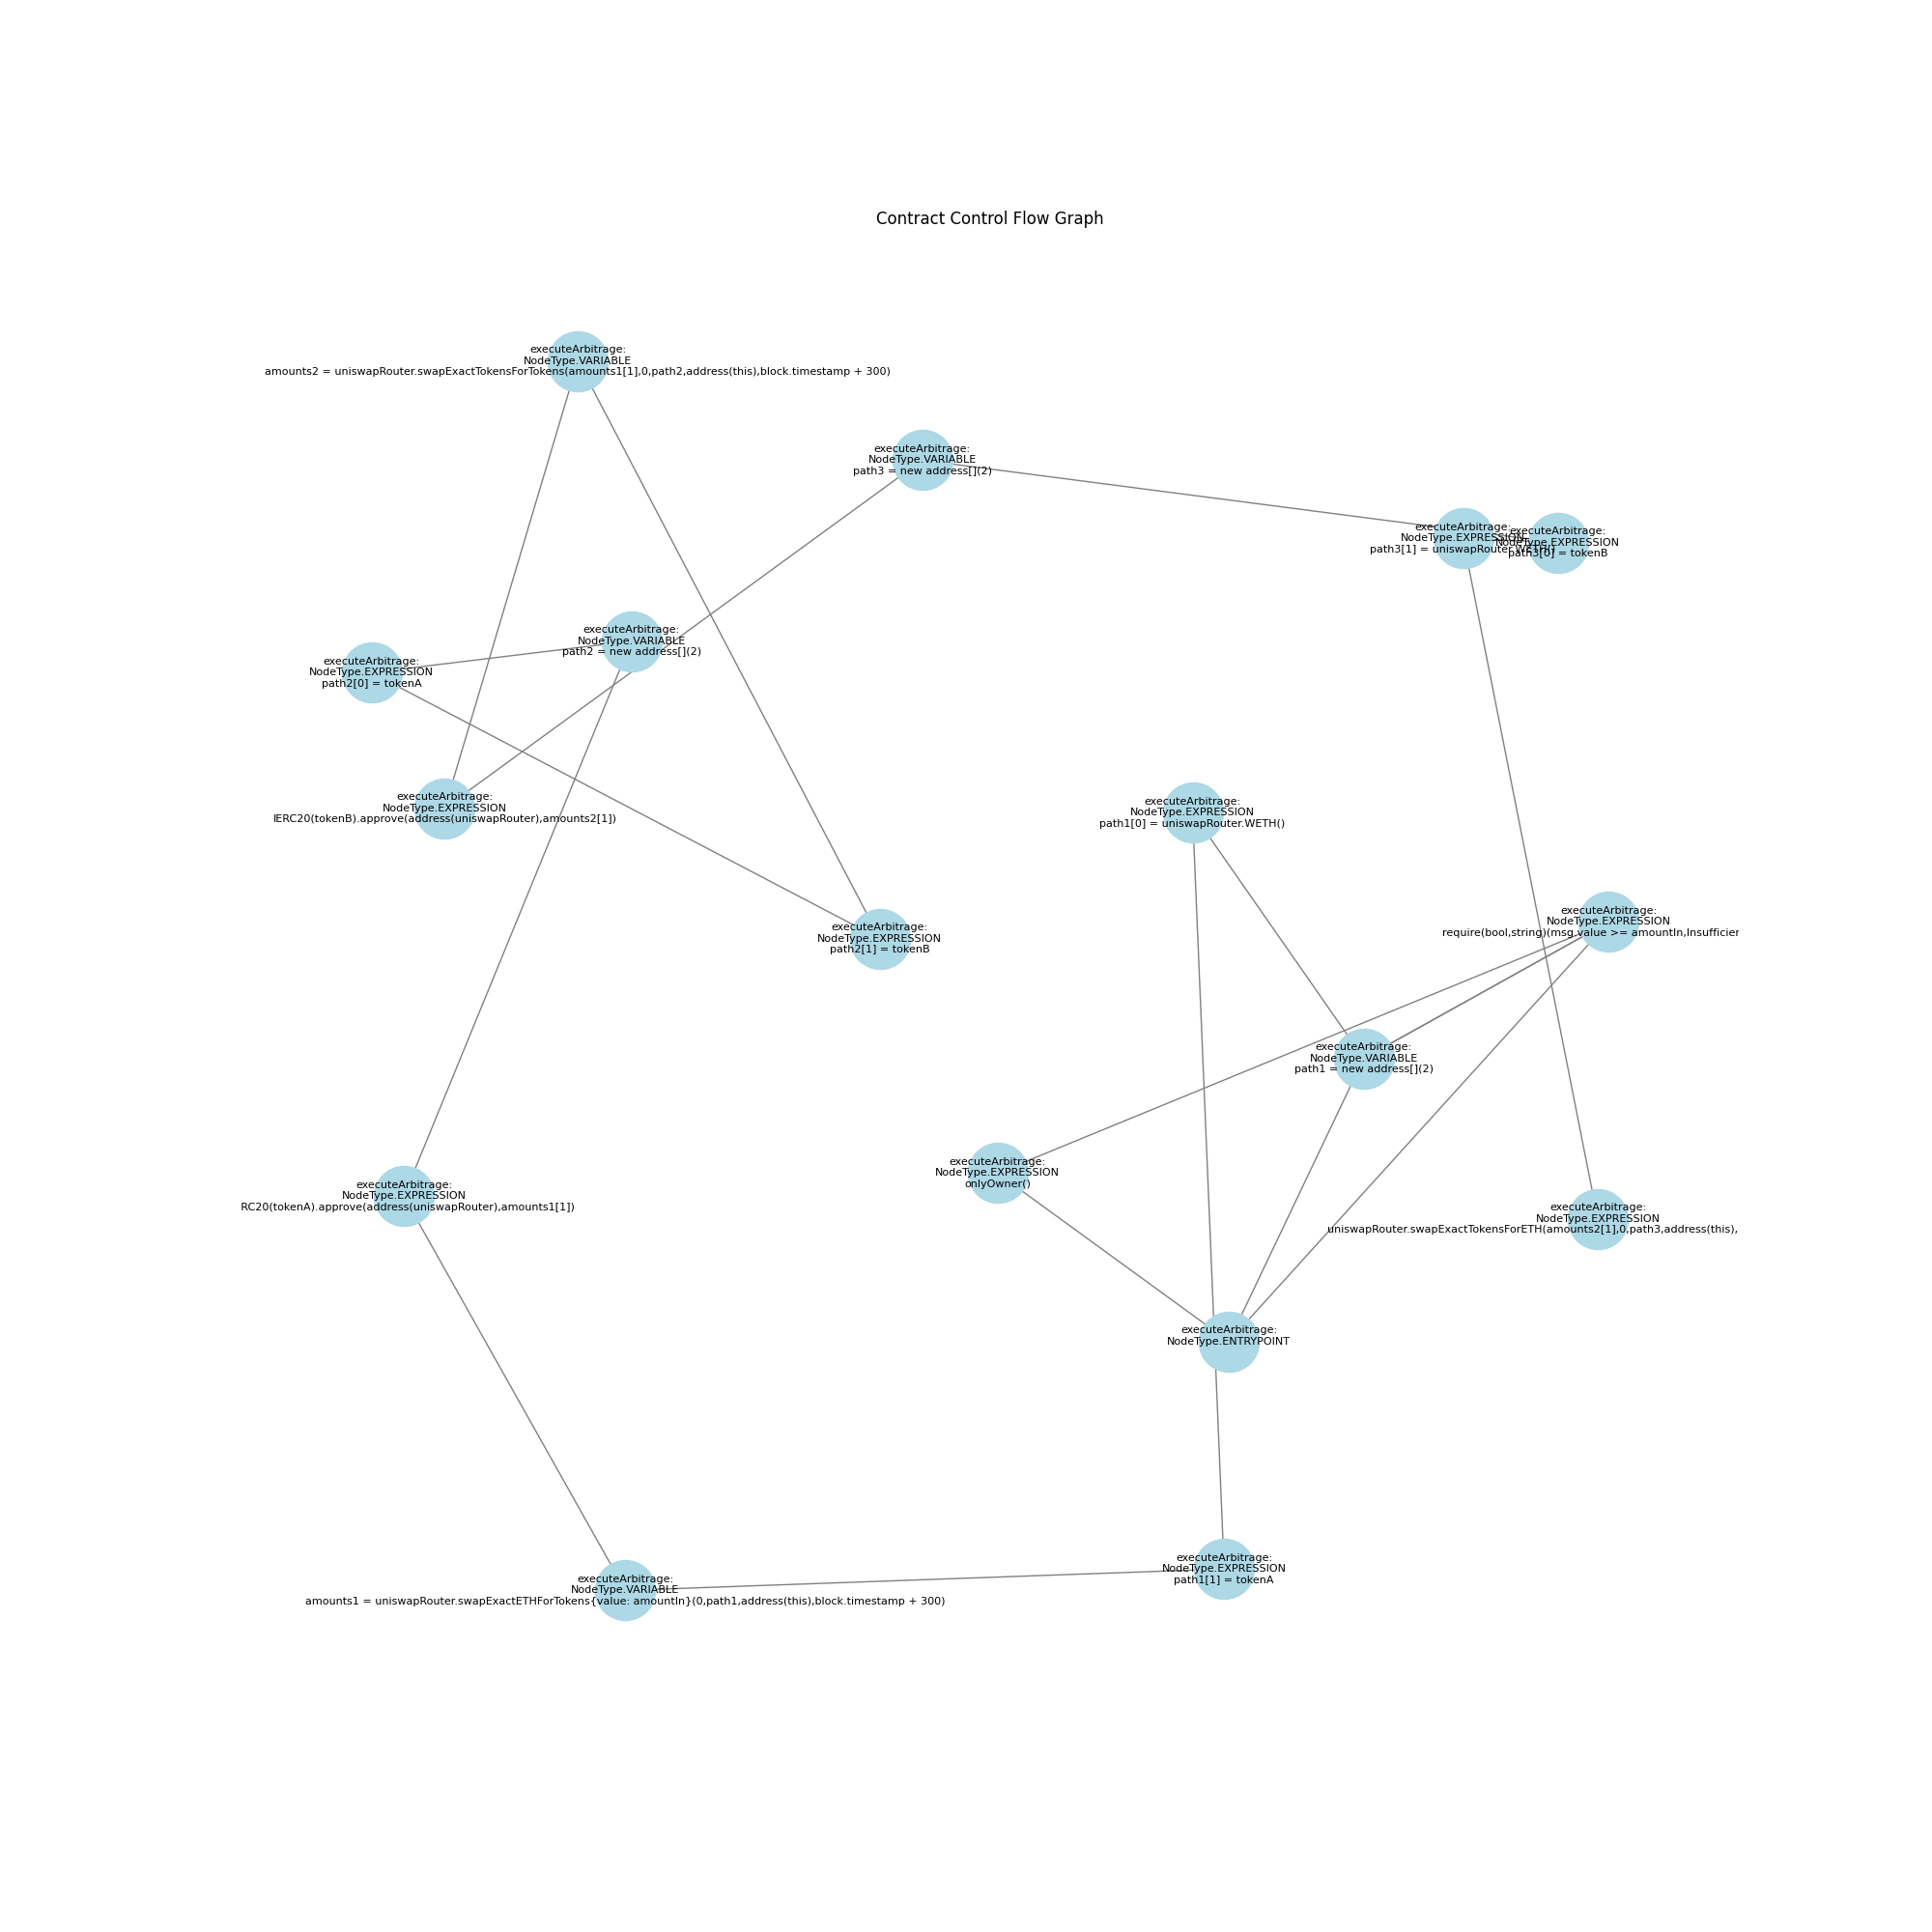 Contract Control Flow Graph
executeArbitrage:
NodeType.VARIABLE
amounts2 = uniswapRouter.swapExactTokensForTokens(amounts1[1],0,path2,address(this),block.timestamp + 300)
executeArbitrage:
NodeType.VARIABLE
path3 = new address[](2)
executeArbitrage:
NodeType.EXPRESSION
path3[1] = uniswapRouter.WETH()
executeArbitrage:
NodeType.EXPRESSION
path3[0] = tokenB
executeArbitrage:
NodeType.VARIABLE
path2 = new address[](2)
executeArbitrage:
NodeType.EXPRESSION
path2[0] = tokenA
executeArbitrage:
NodeType.EXPRESSION
IERC20(tokenB).approve(address(uniswapRouter),amounts2[1])
executeArbitrage:
NodeType.EXPRESSION
path1[0] = uniswapRouter.WETH()
executeArbitrage:
NodeType.EXPRESSION
require(bool,string)(msg.value >= amountIn,Insufficier
executeArbitrage:
NodeType.EXPRESSION
path2[1] = tokenB
executeArbitrage:
NodeType.VARIABLE
path1 = new address[](2)
executeArbitrage:
NodeType.EXPRESSION
onlyOwner()
executeArbitrage:
NodeType.EXPRESSION
RC20(tokenA).approve(address(uniswapRouter),amounts1[1])
executeArbitrage:
NodeType.EXPRESSION
uniswapRouter.swapExactTokensForETH(amounts2[1],0,path3,address(this),
executeArbitrage:
NodeType.ENTRYPOINT
executeArbitrage:
NodeType.EXPRESSION
path1[1] = tokenA
executeArbitrage:
NodeType.VARIABLE
amounts1 = uniswapRouter.swapExactETHForTokens{value: amountIn}(0,path1,address(this),block.timestamp + 300)